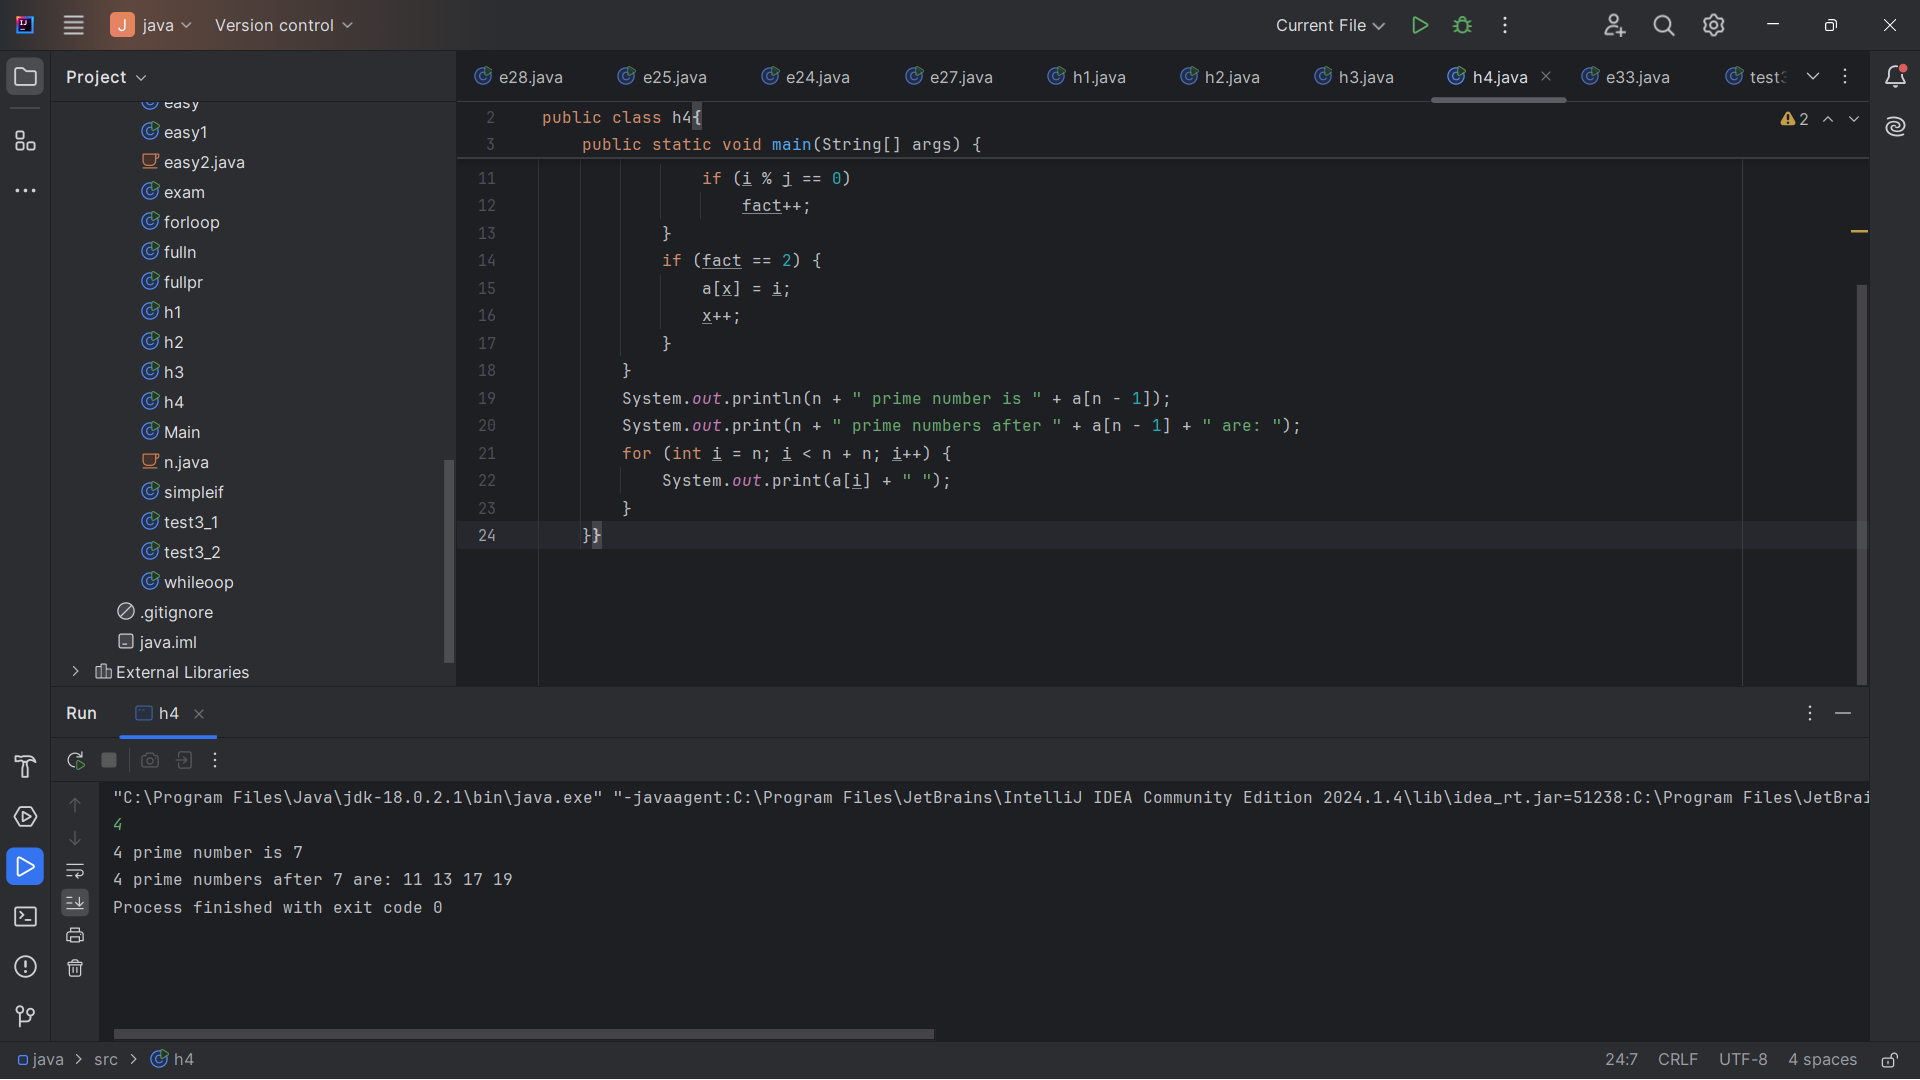 J java Version control Current File
Project
e28.java e25.java e24.java e27.java h1.java h2.java h3.java h4.java e33.java test3
easy
easy1
easy2.java
exam
forloop
fulln
fullpr
h1
h2
h3
h4
Main
n.java
simpleif
test3_1
test3_2
whileoop
.gitignore
java.iml
External Libraries
2 public class h4{
2
3 public static void main(String[] args) {
11 if (i % j == 0)
12 fact++;
13 }
14 if (fact == 2) {
15 a[x] = i;
16 x++;
17 }
18 }
19 System.out.println(n + " prime number is " + a[n - 1]);
20 System.out.print(n + " prime numbers after " + a[n - 1] + " are: ");
21 for (int i = n; i < n + n; i++) {
22 System.out.print(a[i] + " ");
23 }
24 }}
Run h4
"C:\Program Files\Java\jdk-18.0.2.1\bin\java.exe" "-javaagent:C:\Program Files\JetBrains\IntelliJ IDEA Community Edition 2024.1.4\lib\idea_rt.jar=51238:C:\Program Files\JetBrai
4
4 prime number is 7
4 prime numbers after 7 are: 11 13 17 19
Process finished with exit code 0
java > src > h4 24:7 CRLF UTF-8 4 spaces